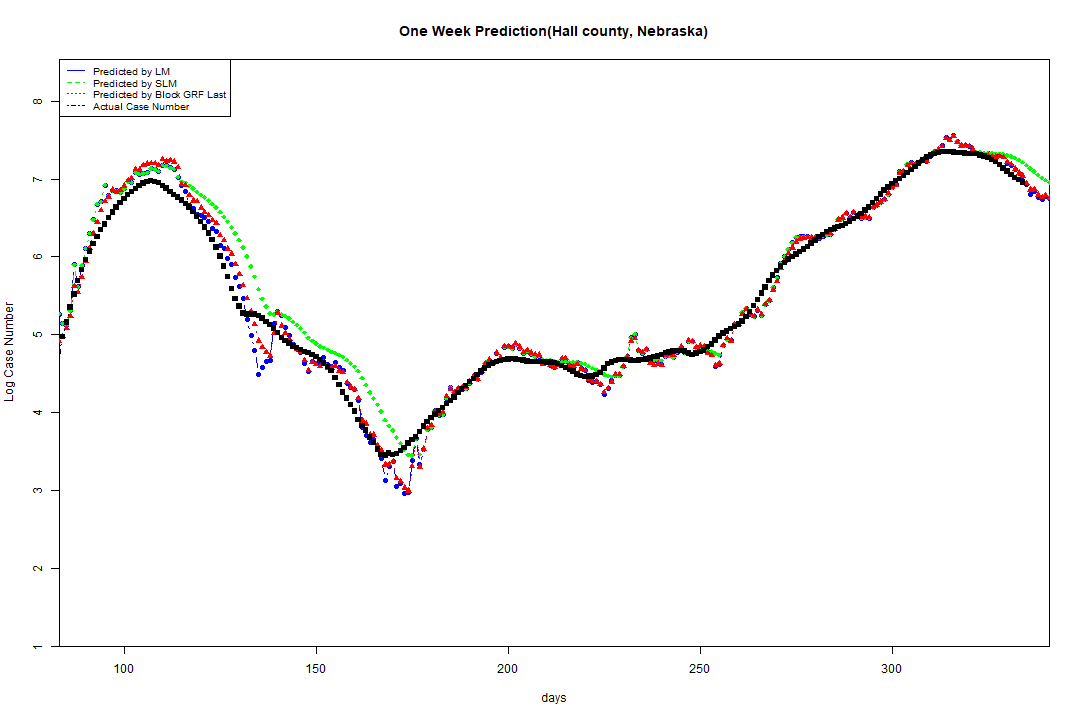 One Week Prediction(Hall county, Nebraska)
Predicted by LM
Predicted by SLM
Predicted by Block GRF Last
Actual Case Number
8
7
6
5
4
3
2
1
Log Case Number
100 150 200 250 300
days